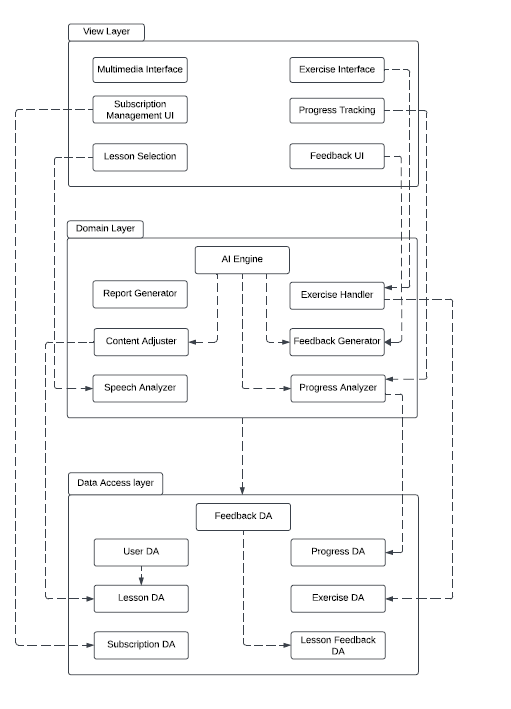 View Layer
Multimedia Interface
Exercise Interface
Subscription
Management UI
Progress Tracking
Lesson Selection
Feedback UI
Domain Layer
AI Engine
Report Generator
Exercise Handler
Content Adjuster
Feedback Generator
Speech Analyzer
Progress Analyzer
Data Access layer
Feedback DA
User DA
Progress DA
Lesson DA
Exercise DA
Subscription DA
Lesson Feedback
DA